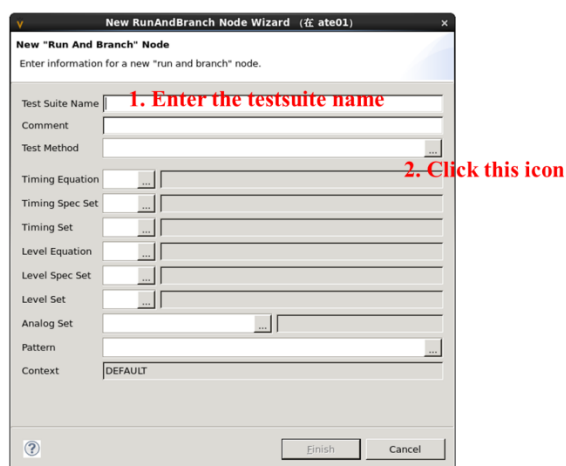 New RunAndBranch Node Wizard （在 ate01）
New "Run And Branch" Node
Enter information for a new "run and branch" node.
Test Suite Name 1. Enter the testsuite name
Comment
Test Method ...
2. Click this icon
Timing Equation ...
Timing Spec Set ...
Timing Set ...
Level Equation ...
Level Spec Set ...
Level Set ...
Analog Set ...
Pattern ...
Context DEFAULT
? Finish Cancel